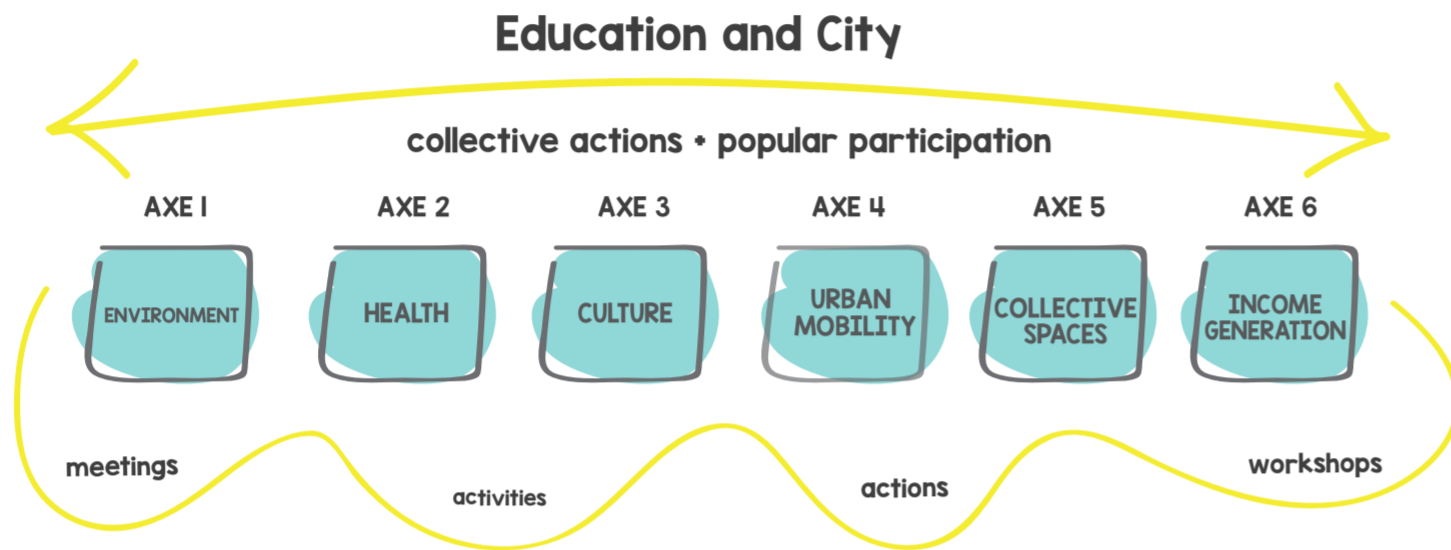 Education and City
collective actions + popular participation
AXE 1
AXE 2
AXE 3
AXE 4
AXE 5
AXE 6
ENVIRONMENT
HEALTH
CULTURE
URBAN
MOBILITY
COLLECTIVE
SPACES
INCOME
GENERATION
meetings
activities
actions
workshops